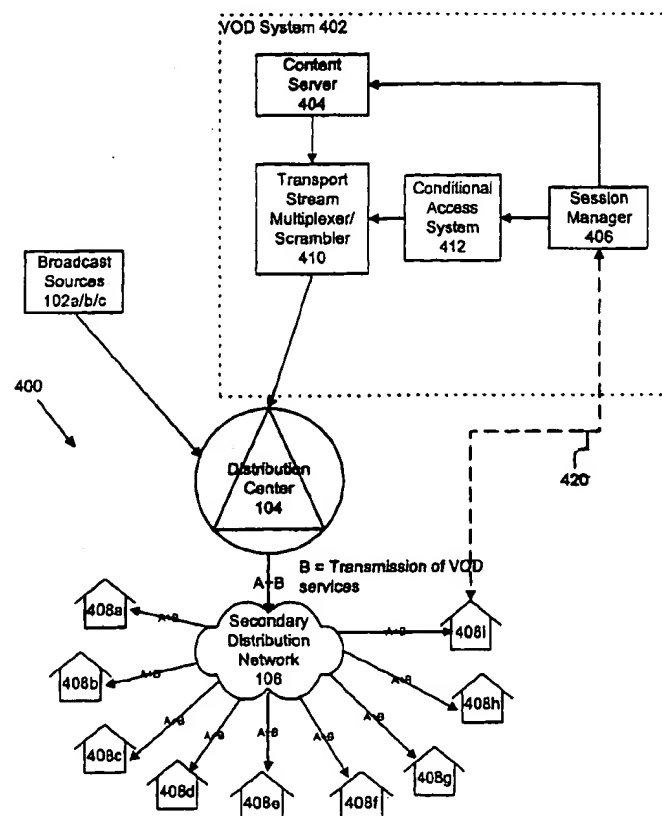 VOD System 402
Content
Server
404
Transport
Stream
Multiplexer/
Scrambler
410
Conditional
Access
System
412
Session
Manager
406
Broadcast
Sources
102a/b/c
400
Distribution
Center
104
420
B = Transmission of VOD
services
A+B
Secondary
Distribution
Network
106
408a
A+B
408b
A+B
408c
A+B
408d
A+B
408e
A+B
408f
A+B
408g
A+B
408h
408i
A+B